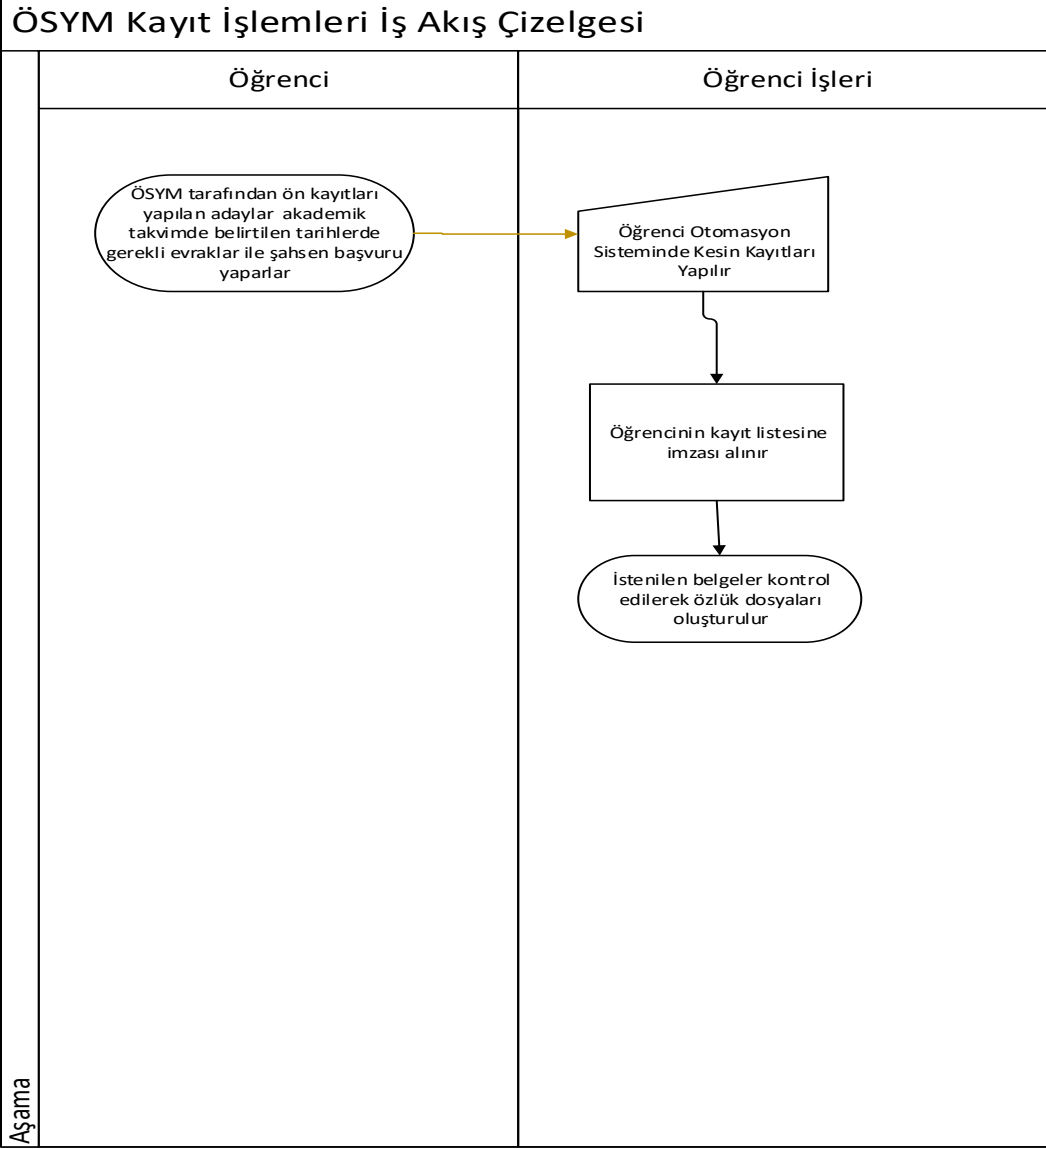 ÖSYM Kayıt İşlemleri İş Akış Çizelgesi
Öğrenci
Öğrenci İşleri
ÖSYM tarafından ön kayıtları
yapılan adaylar akademik
takvimde belirtilen tarihlerde
gerekli evraklar ile şahsen başvuru
yaparlar
Öğrenci Otomasyon
Sisteminde Kesin Kayıtları
Yapılır
Öğrencinin kayıt listesine
imzası alınır
İstenilen belgeler kontrol
edilerek özlük dosyaları
oluşturulur
Aşama